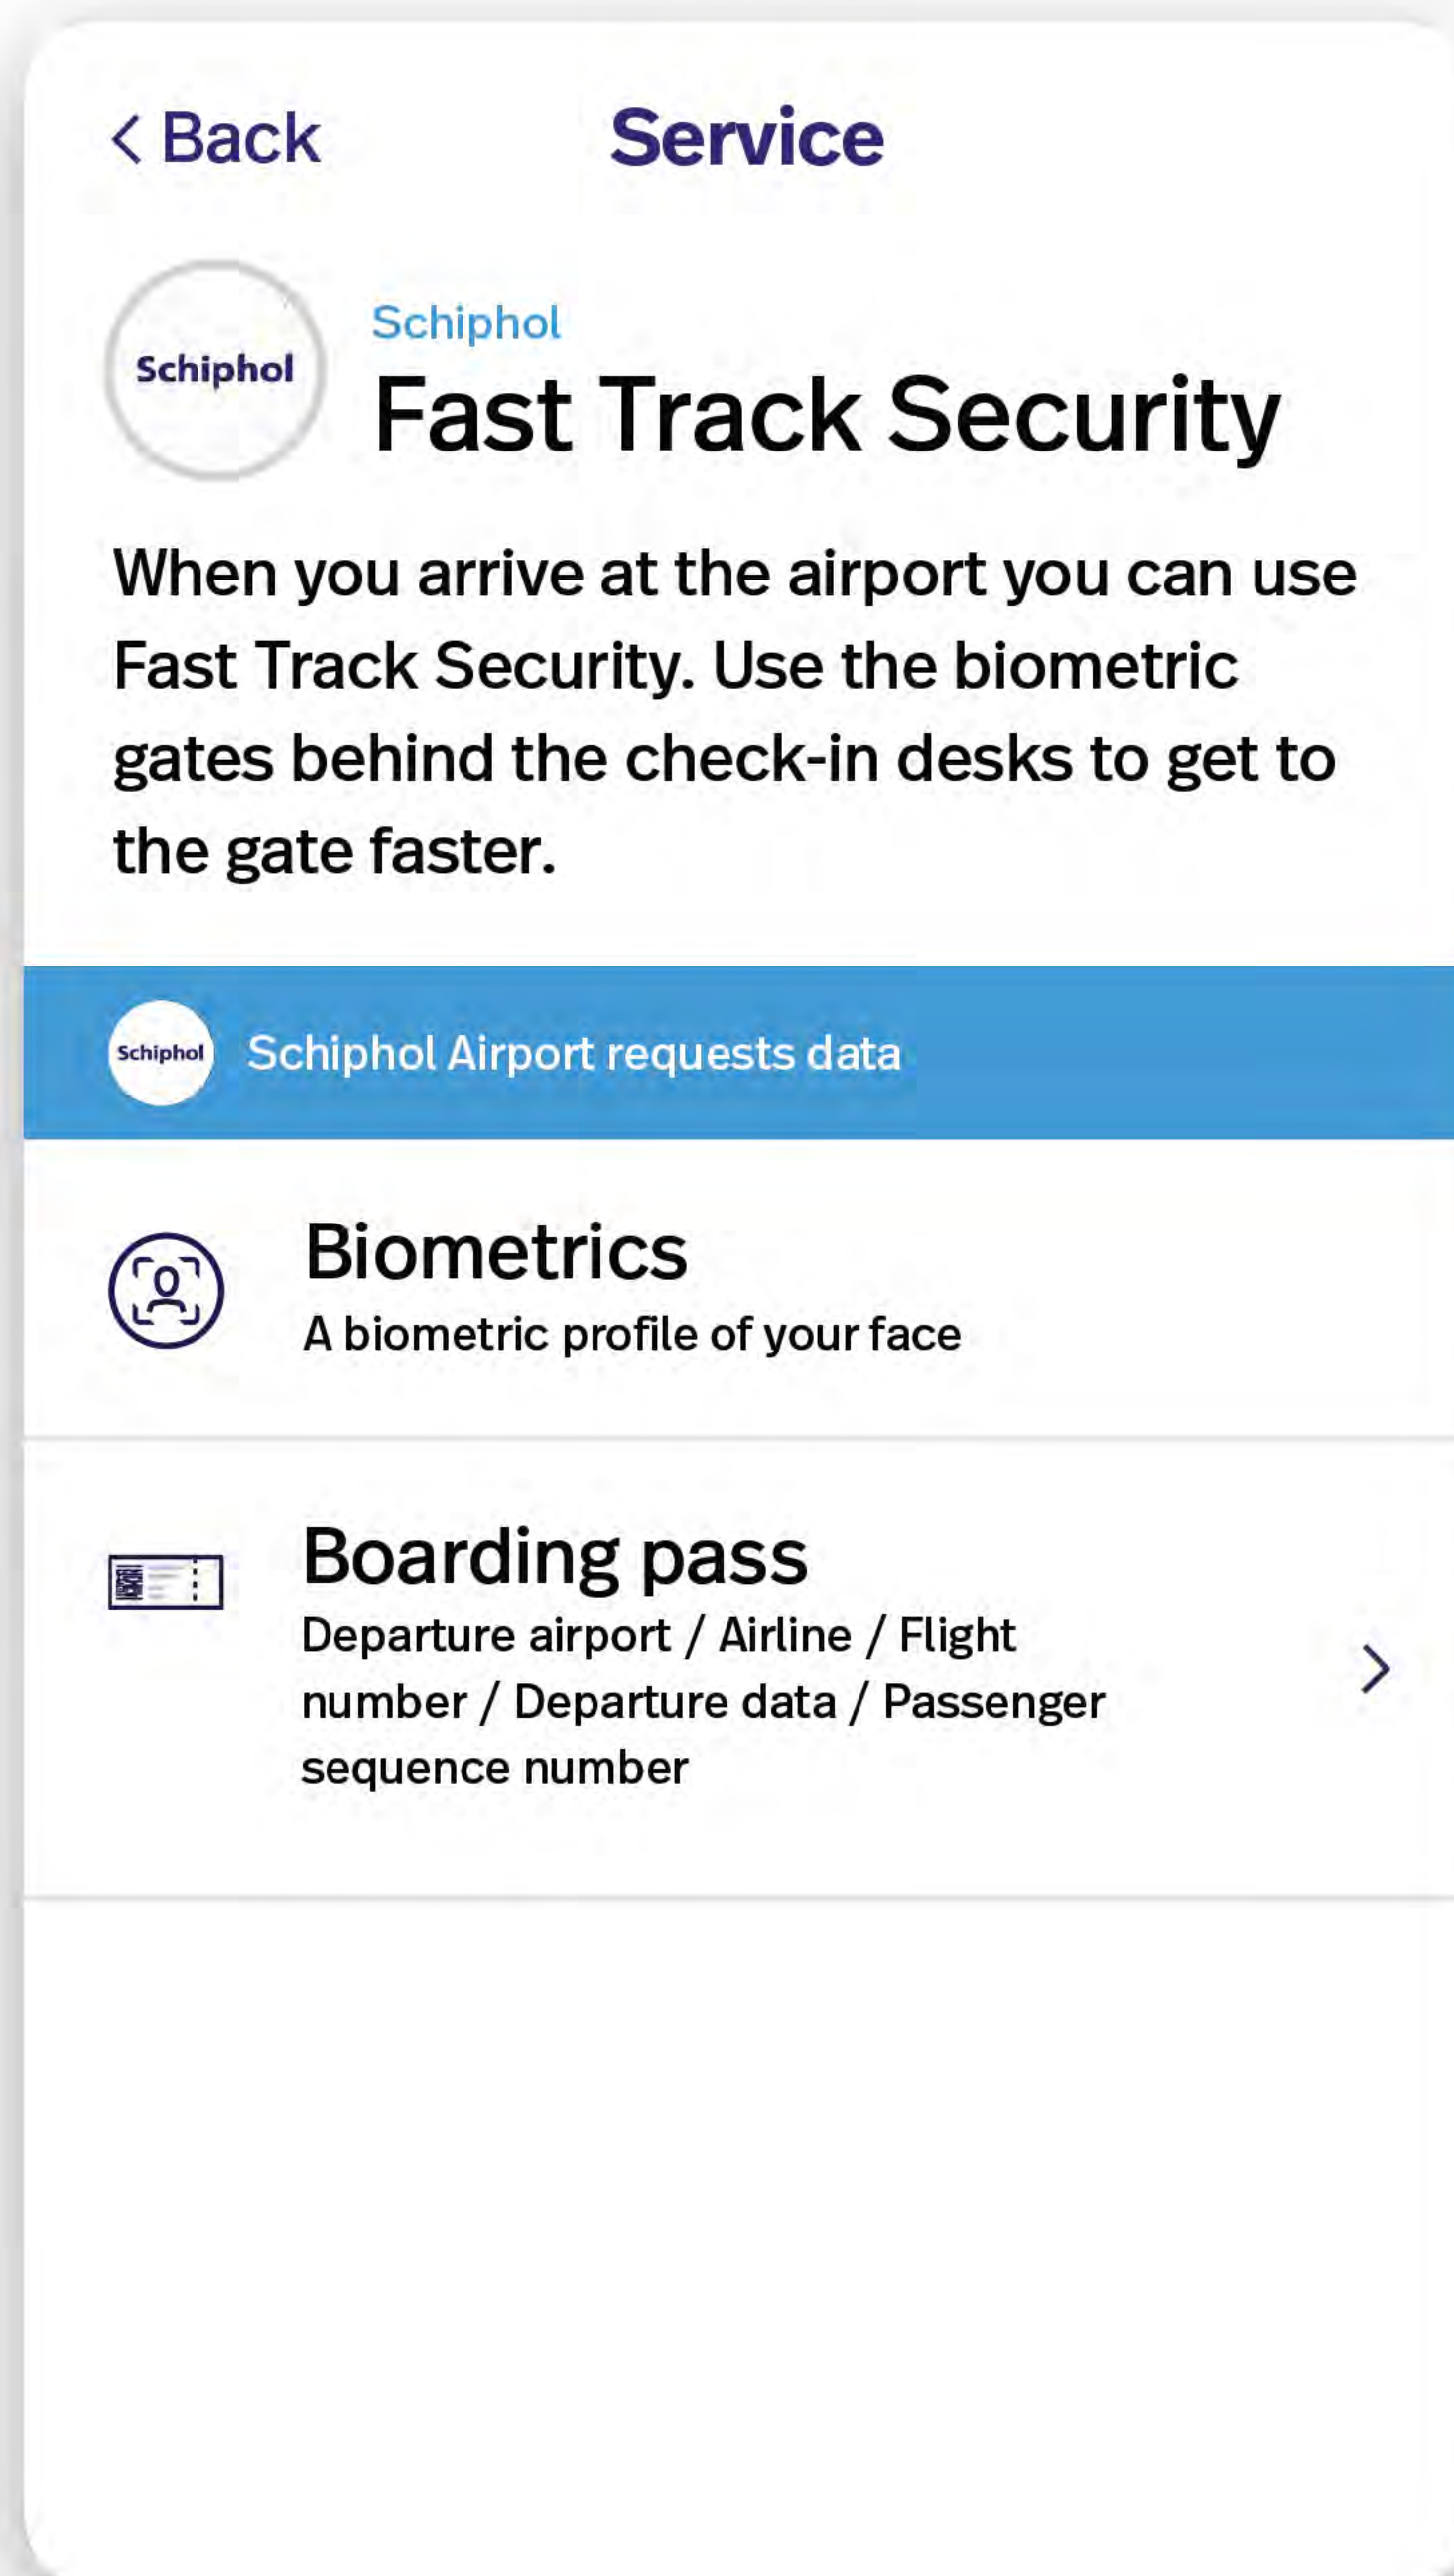 Back
Service
Schiphol
Schiphol
Fast Track Security
When you arrive at the airport you can use
Fast Track Security. Use the biometric
gates behind the check-in desks to get to
the gate faster.
Schiphol
Schiphol Airport requests data
Biometrics
A biometric profile of your face
Boarding pass
Departure airport / Airline / Flight
number / Departure data / Passenger
sequence number